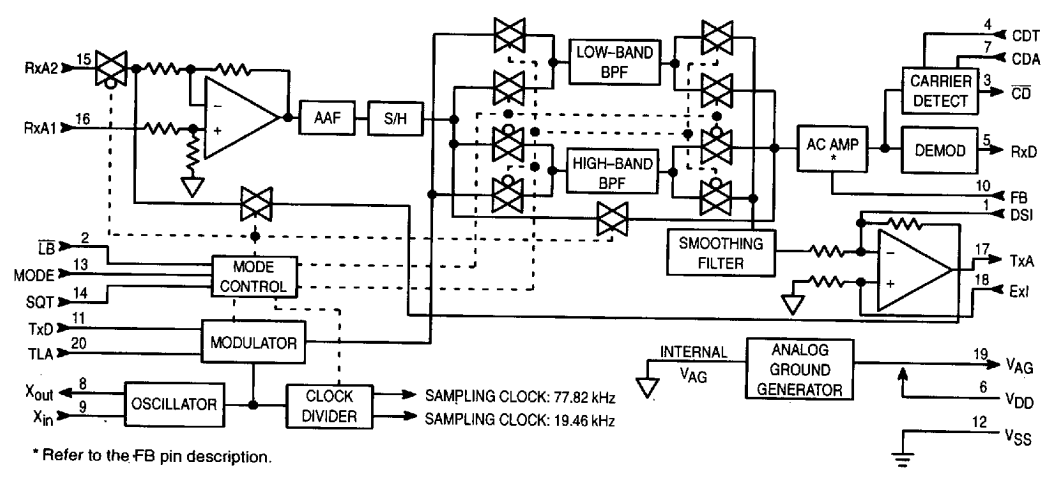 4 CDT
7 CDA
LOW–BAND BPF
CARRIER DETECT
3 C̅D̅
RxA2 15
RxA1 16
–
+
AAF
S/H
AC AMP *
DEMOD
5 RxD
HIGH–BAND BPF
10 FB
1 DSI
SMOOTHING FILTER
–
+
17 TxA
18 ExI
L̅B̅ 2
MODE 13
SQT 14
MODE CONTROL
TxD 11
TLA 20
MODULATOR
INTERNAL VAG
ANALOG GROUND GENERATOR
19 VAG
6 VDD
12 VSS
Xout 8
Xin 9
OSCILLATOR
CLOCK DIVIDER
SAMPLING CLOCK: 77.82 kHz
SAMPLING CLOCK: 19.46 kHz
* Refer to the FB pin description.